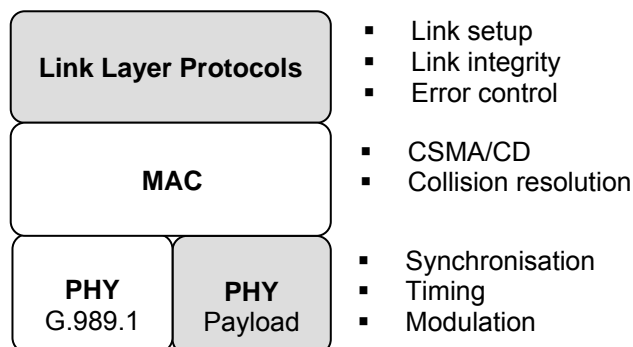 Link Layer Protocols
▪ Link setup
▪ Link integrity
▪ Error control
MAC
▪ CSMA/CD
▪ Collision resolution
PHY
G.989.1
PHY
Payload
▪ Synchronisation
▪ Timing
▪ Modulation